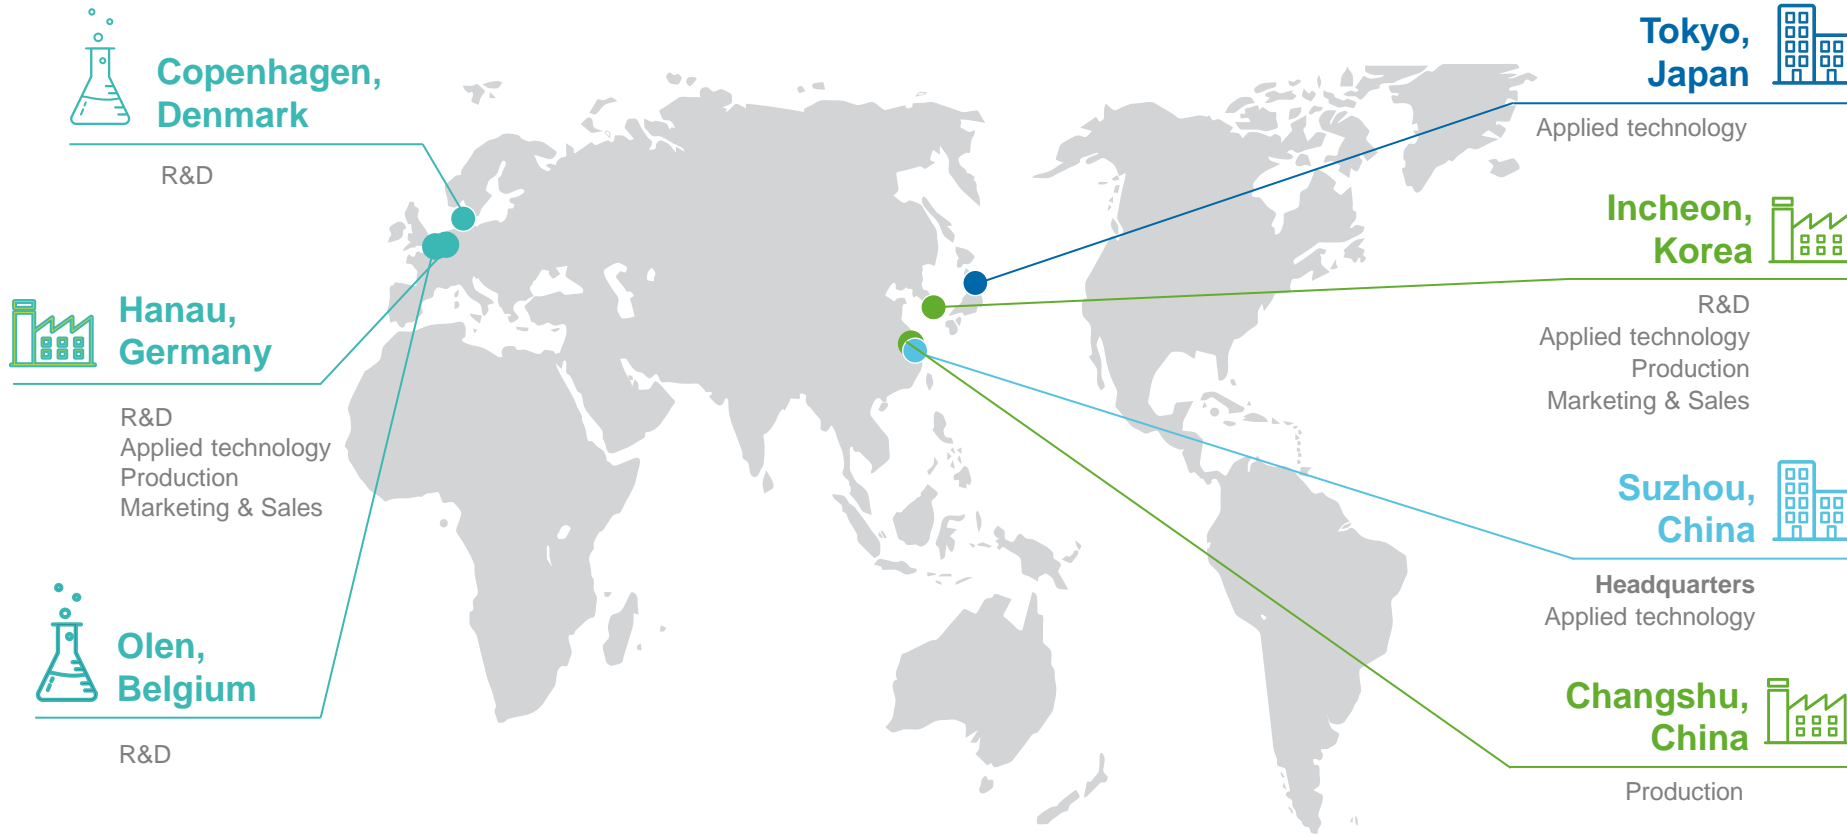 Copenhagen,
Denmark
R&D
Hanau,
Germany
R&D
Applied technology
Production
Marketing & Sales
Olen,
Belgium
R&D
Tokyo,
Japan
Applied technology
Incheon,
Korea
R&D
Applied technology
Production
Marketing & Sales
Suzhou,
China
Headquarters
Applied technology
Changshu,
China
Production